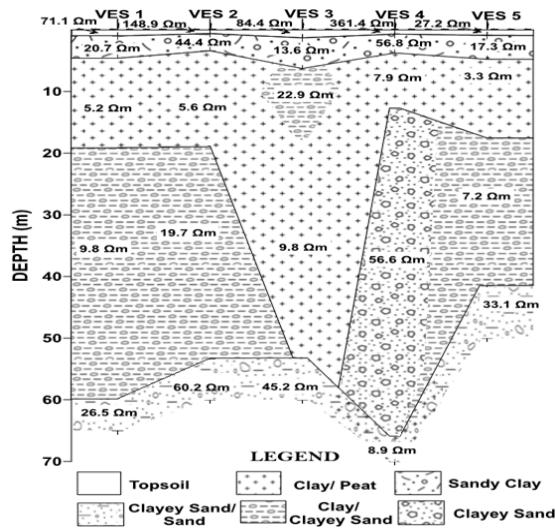 VES 1 VES 2 VES 3 VES 4 VES 5
71.1 Ωm 148.9 Ωm 84.4 Ωm 361.4 Ωm 27.2 Ωm
20.7 Ωm 44.4 Ωm 13.6 Ωm 56.8 Ωm 17.3 Ωm
7.9 Ωm 3.3 Ωm
10
22.9 Ωm
5.2 Ωm 5.6 Ωm
20
7.2 Ωm
30
19.7 Ωm
9.8 Ωm 9.8 Ωm
56.6 Ωm
40
33.1 Ωm
50
60.2 Ωm 45.2 Ωm
60
26.5 Ωm
8.9 Ωm
70
DEPTH (m)
LEGEND
Topsoil Clay/ Peat Sandy Clay
Clayey Sand/
Sand
Clay/
Clayey Sand
Clayey Sand